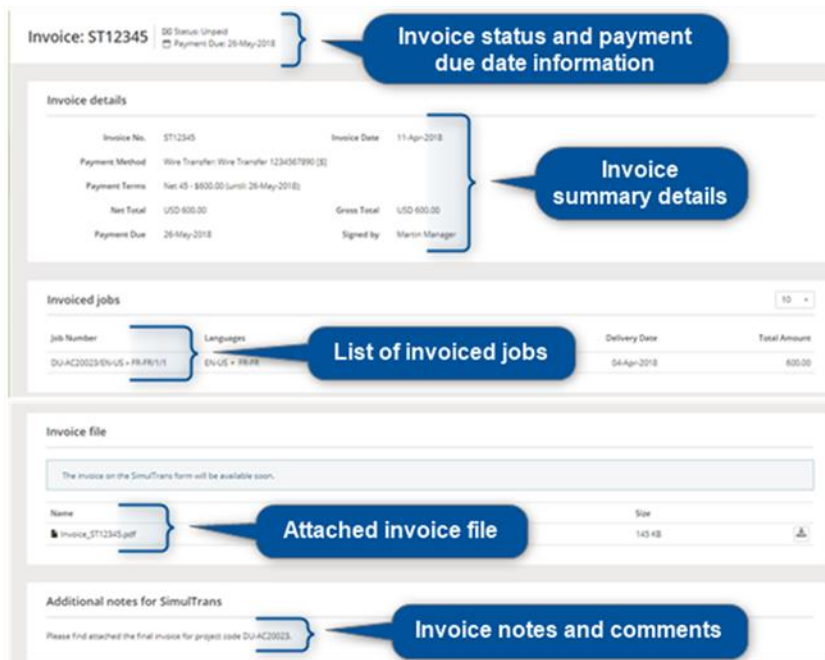 Invoice: ST12345
Status: Unpaid
Payment Due: 26-May-2018
Invoice status and payment
due date information
Invoice details
Invoice No. ST12345 Invoice Date 11-Apr-2018
Payment Method Wire Transfer: Wire Transfer 1234567890 [$]
Payment Terms Net 45 - $600.00 (until: 26-May-2018)
Net Total USD 600.00 Gross Total USD 600.00
Payment Due 26-May-2018 Signed by Martin Manager
Invoice
summary details
Invoiced jobs
10
Job Number Languages Delivery Date Total Amount
DU-AC20023/EN-US » FR-FR/1/1 EN-US » FR-FR 04-Apr-2018 600.00
List of invoiced jobs
Invoice file
The invoice on the SimulTrans form will be available soon.
Name Size
Invoice_ST12345.pdf 145 KB
Attached invoice file
Additional notes for SimulTrans
Please find attached the final invoice for project code DU-AC20023.
Invoice notes and comments